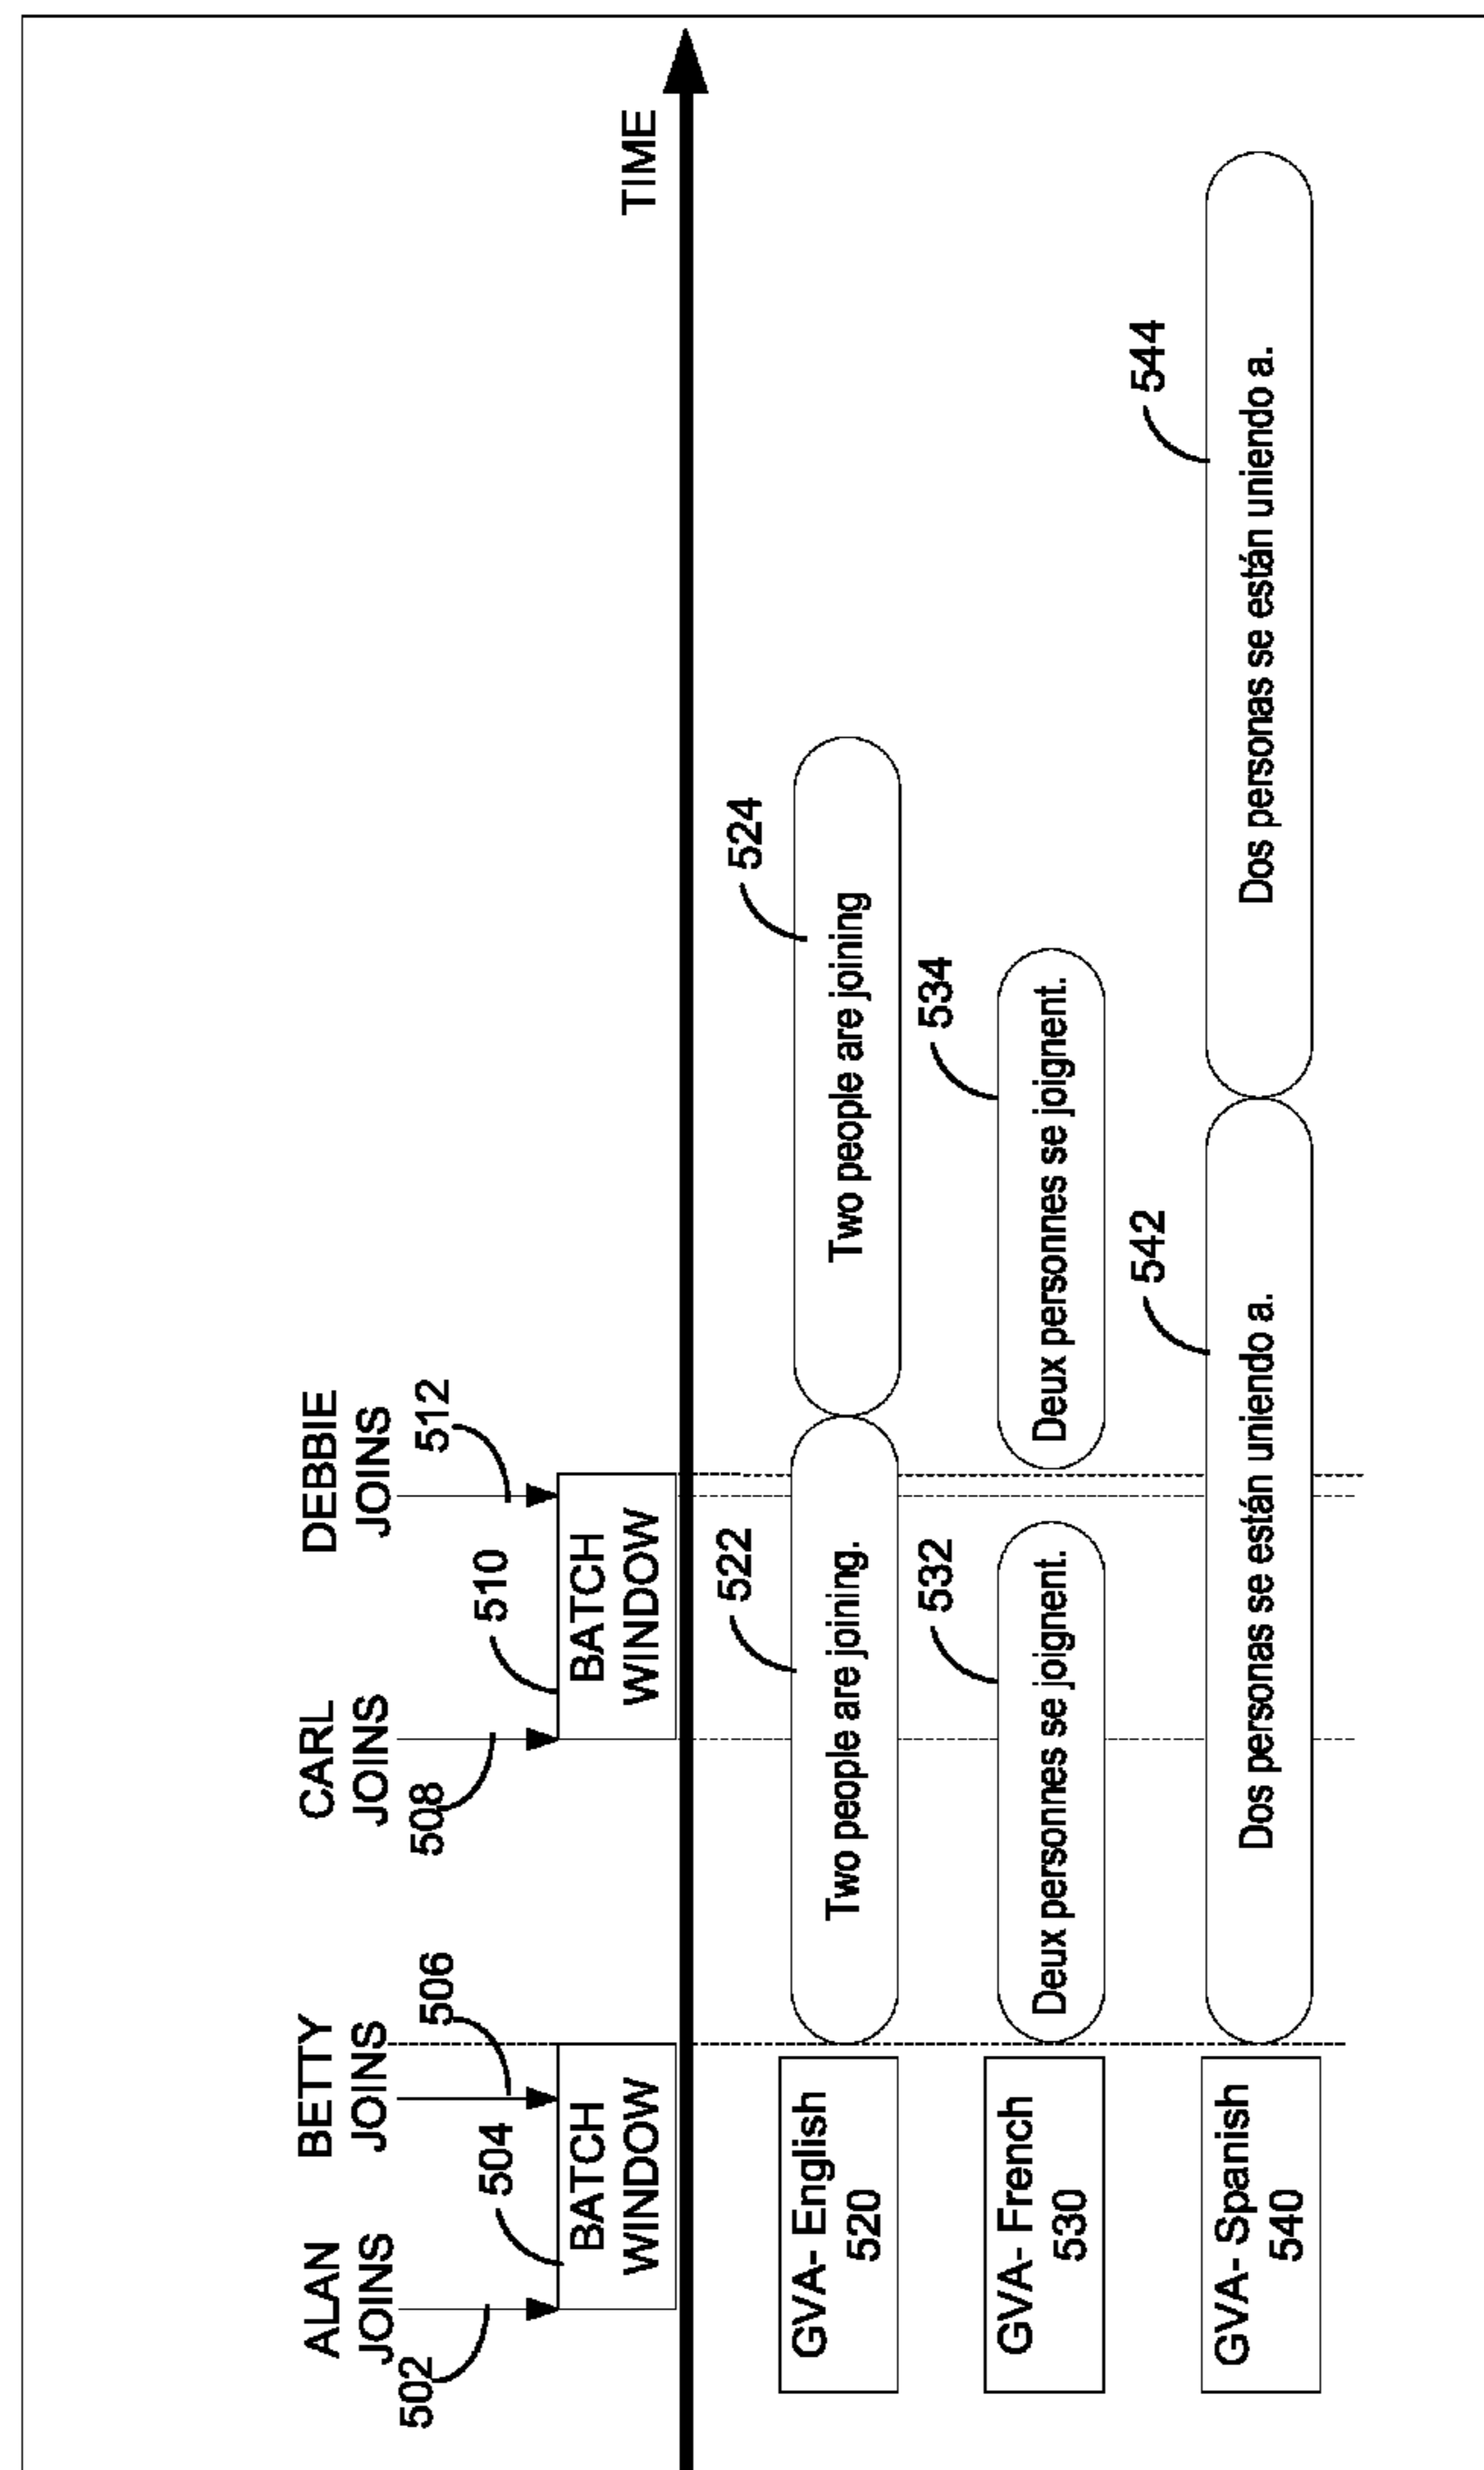 ALAN
JOINS
502
504
BETTY
JOINS
506
CARL
JOINS
508
510
DEBBIE
JOINS
512
BATCH
WINDOW
BATCH
WINDOW
TIME
GVA- English
520
Two people are joining.
522
Two people are joining
524
GVA- French
530
Deux personnes se joignent.
532
Deux personnes se joignent.
534
GVA- Spanish
540
Dos personas se están uniendo a.
542
Dos personas se están uniendo a.
544